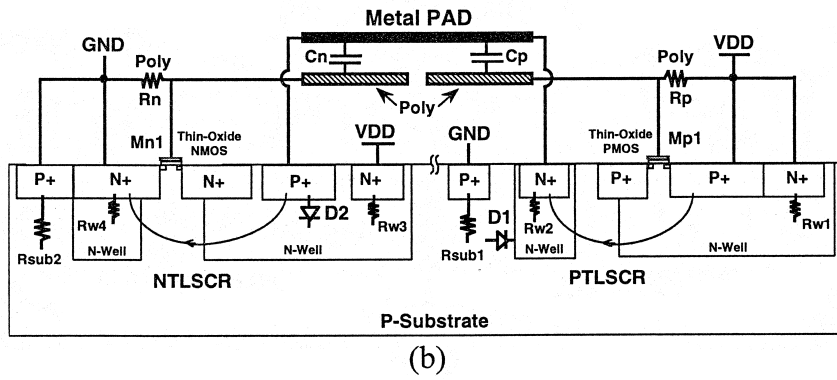 Metal PAD
GND
Cn
Cp
VDD
Poly
Poly
Rn
Poly
Rp
Mn1
Thin-Oxide
NMOS
VDD
GND
Thin-Oxide
PMOS
Mp1
P+
N+
N+
P+
N+
P+
N+
P+
P+
N+
Rw4
D2
Rw3
D1
Rw2
Rw1
Rsub2
N-Well
N-Well
Rsub1
N-Well
N-Well
NTLSCR
PTLSCR
P-Substrate
(b)